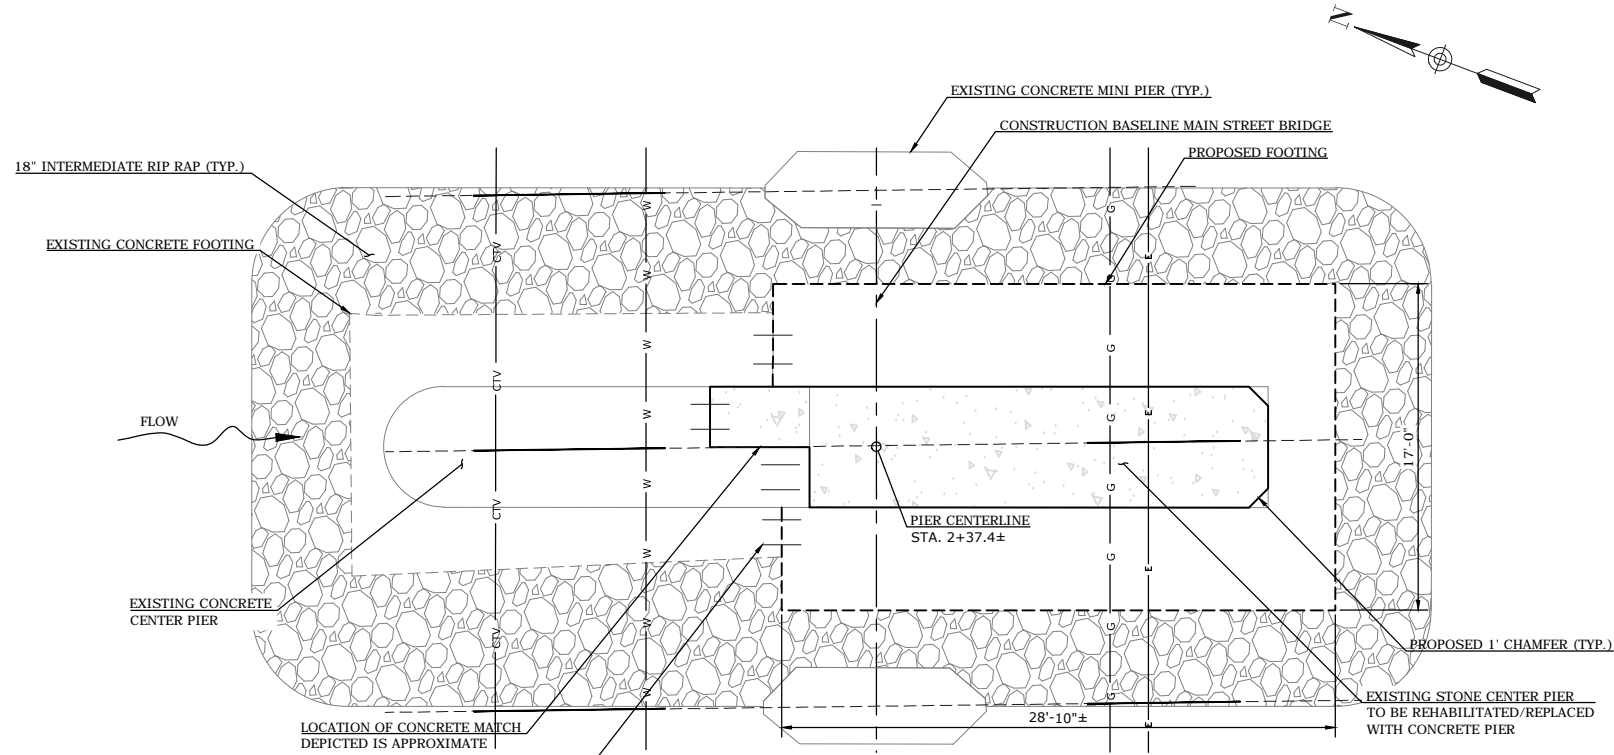 N
EXISTING CONCRETE MINI PIER (TYP.)
CONSTRUCTION BASELINE MAIN STREET BRIDGE
PROPOSED FOOTING
18" INTERMEDIATE RIP RAP (TYP.)
EXISTING CONCRETE FOOTING
CTV
CTV
CTV
CTV
W
W
W
W
W
W
W
W
G
G
G
G
G
G
G
G
E
E
E
E
FLOW
17'-0"
PIER CENTERLINE
STA. 2+37.4±
EXISTING CONCRETE
CENTER PIER
PROPOSED 1' CHAMFER (TYP.)
EXISTING STONE CENTER PIER
TO BE REHABILITATED/REPLACED
WITH CONCRETE PIER
28'-10"±
LOCATION OF CONCRETE MATCH
DEPICTED IS APPROXIMATE